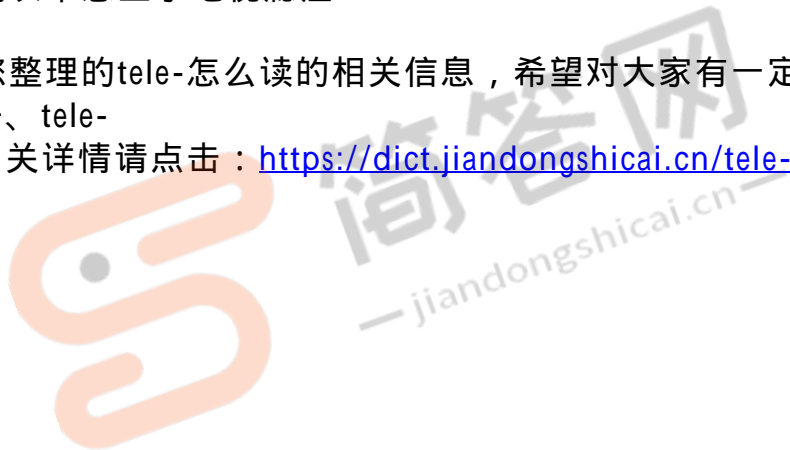 整理的tele-怎么读的相关信息，希望对大家有一定
、tele-
关详情请点击：https://dict.jiandongshicai.cn/tele-
简答网
jiandongshicai.cn